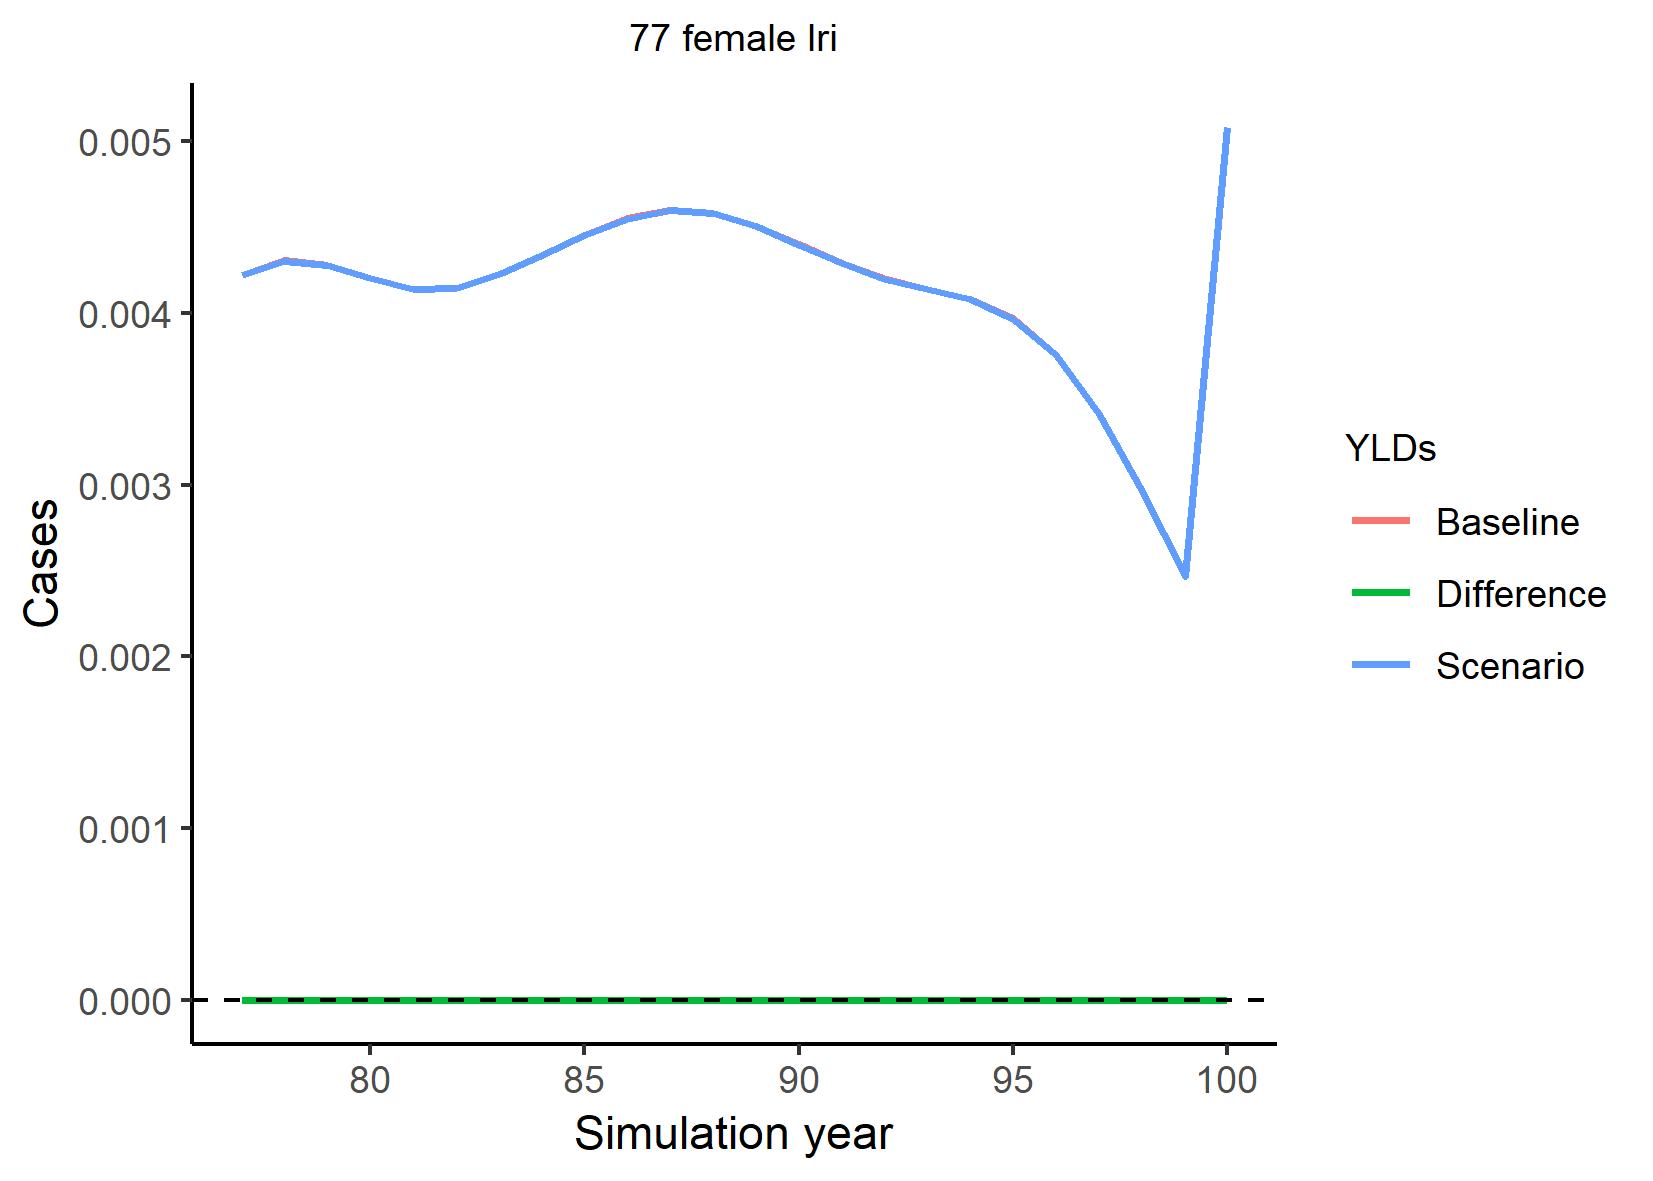 77 female lri
0.005
0.004
0.003
0.002
0.001
0.000
Cases
80 85 90 95 100
Simulation year
YLDs
Baseline
Difference
Scenario